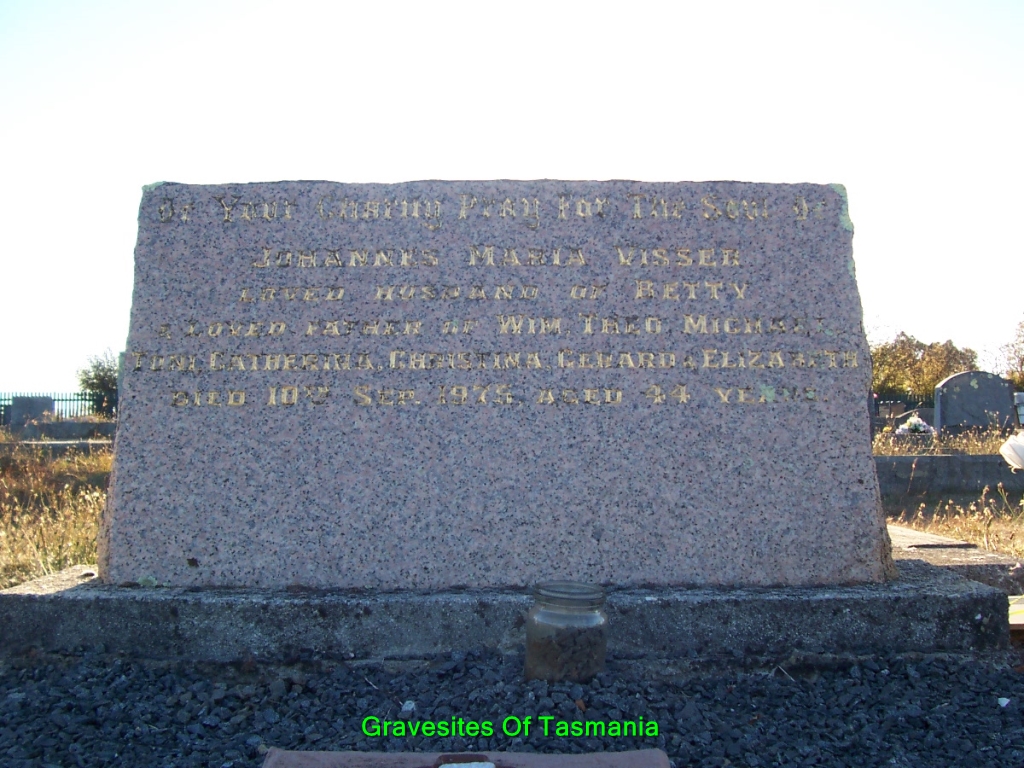 Of Your Charity Pray For The Soul Of
JOHANNES MARIA VISSER
LOVED HUSBAND OF BETTY
& LOVED FATHER OF WIM, THEO, MICHAEL,
TONI, CATHERINA, CHRISTINA, GERARD & ELIZABETH
DIED 10TH SEP. 1975 AGED 44 YEARS
Gravesites Of Tasmania